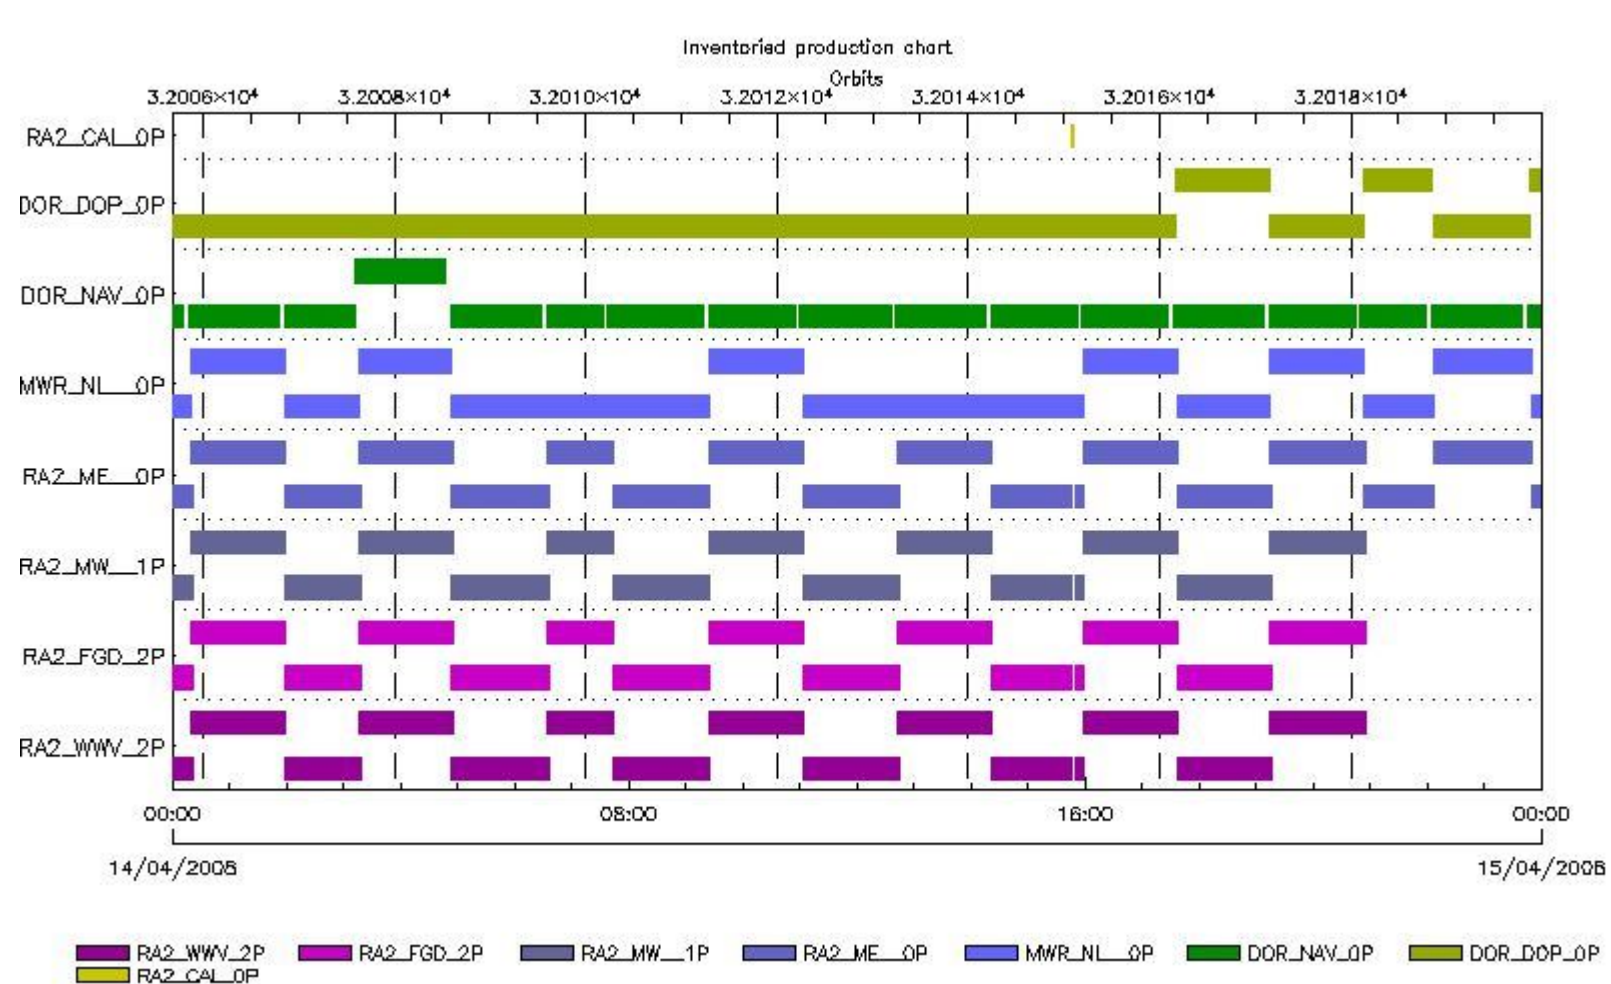 Inventoried production chart
Orbits
3.2006×10⁴ 3.2008×10⁴ 3.2010×10⁴ 3.2012×10⁴ 3.2014×10⁴ 3.2016×10⁴ 3.2018×10⁴
RA2_CAL_0P
DOR_DOP_0P
DOR_NAV_0P
MWR_NL__0P
RA2_ME__0P
RA2_MW__1P
RA2_FGD_2P
RA2_WWV_2P
00:00 08:00 16:00 00:00
14/04/2008 15/04/2008
RA2_WWV_2P RA2_FGD_2P RA2_MW__1P RA2_ME__0P MWR_NL__0P DOR_NAV_0P DOR_DOP_0P
RA2_CAL_0P